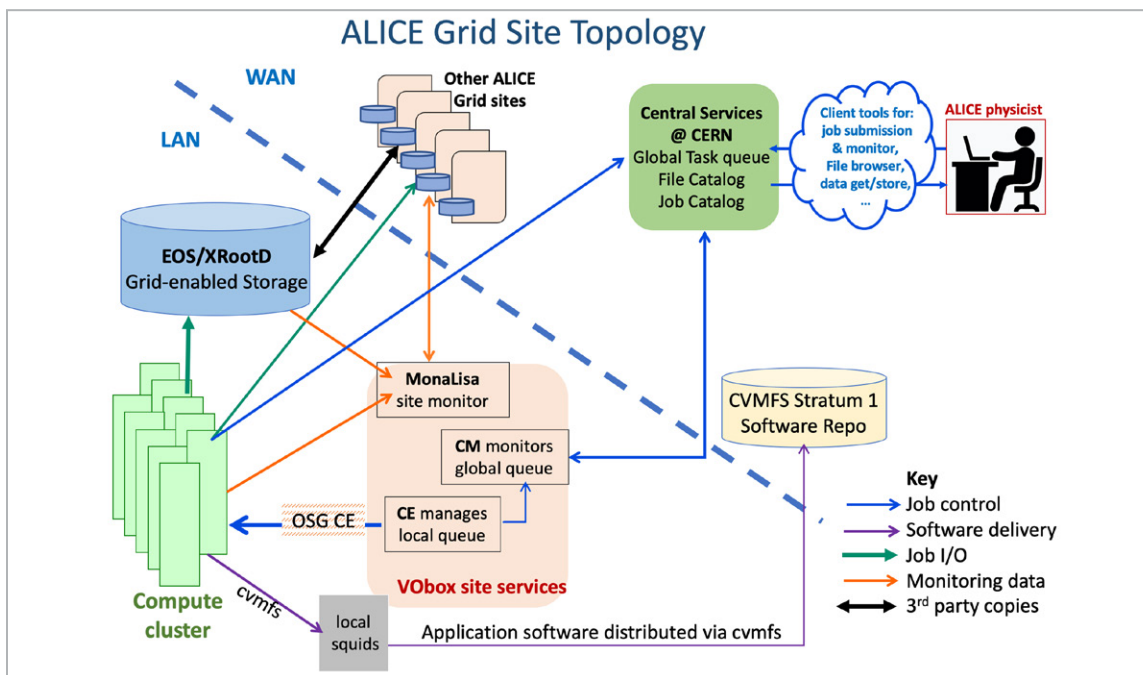 ALICE Grid Site Topology
WAN
LAN
Other ALICE
Grid sites
Central Services
@ CERN
Global Task queue
File Catalog
Job Catalog
Client tools for:
job submission
& monitor,
File browser,
data get/store,
...
ALICE physicist
EOS/XRootD
Grid-enabled Storage
MonaLisa
site monitor
CM monitors
global queue
CE manages
local queue
OSG CE
VObox site services
CVMFS Stratum 1
Software Repo
Compute
cluster
cvmfs
local
squids
Application software distributed via cvmfs
Key
Job control
Software delivery
Job I/O
Monitoring data
3rd party copies